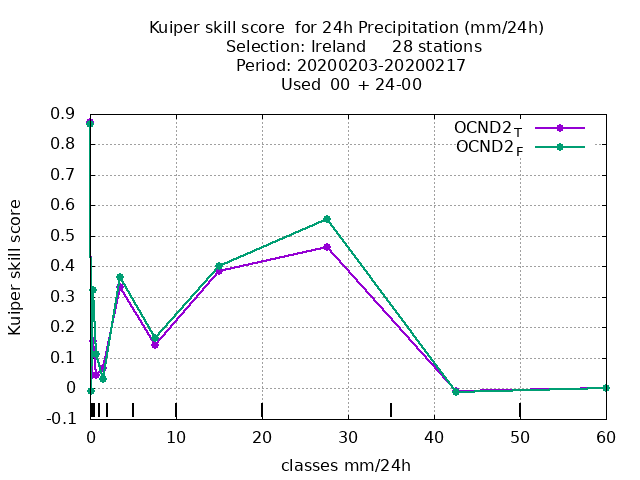 Kuiper skill score  for 24h Precipitation (mm/24h)
Selection: Ireland     28 stations
Period: 20200203-20200217
Used  00 + 24-00
OCND2T
OCND2F
Kuiper skill score
0.9
0.8
0.7
0.6
0.5
0.4
0.3
0.2
0.1
0
-0.1
0 10 20 30 40 50 60
classes mm/24h